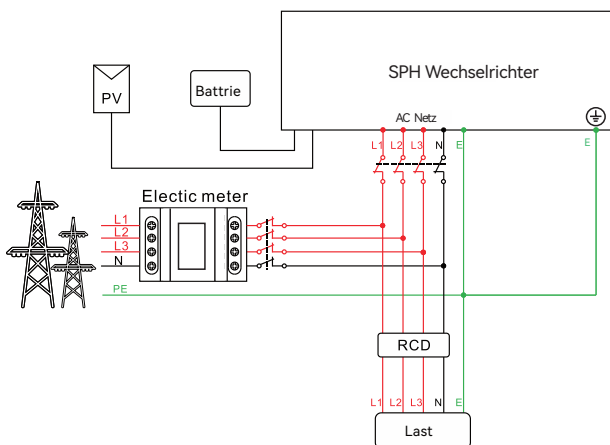 SPH Wechselrichter
PV
Battrie
AC Netz
L1 L2 L3 N E
E
Electic meter
L1
L2
L3
N
PE
RCD
L1 L2 L3 N E
Last